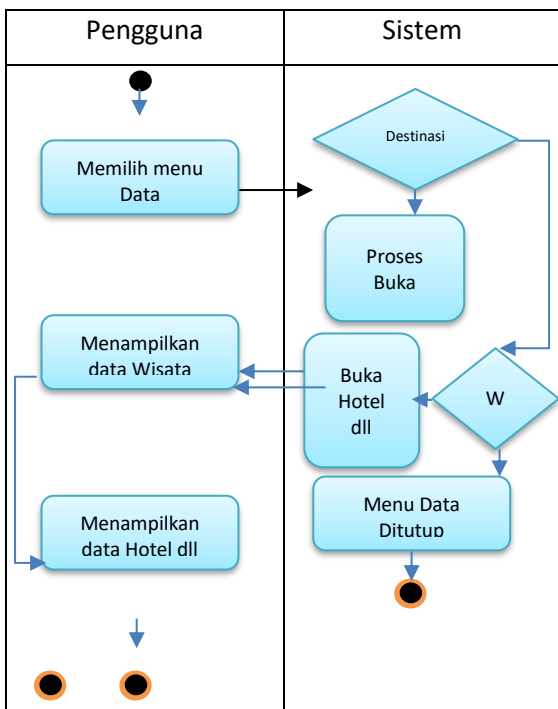 Pengguna
Sistem
Destinasi
Memilih menu
Data
Proses
Buka
Menampilkan
data Wisata
Buka
Hotel
dll
W
Menu Data
Ditutup
Menampilkan
data Hotel dll